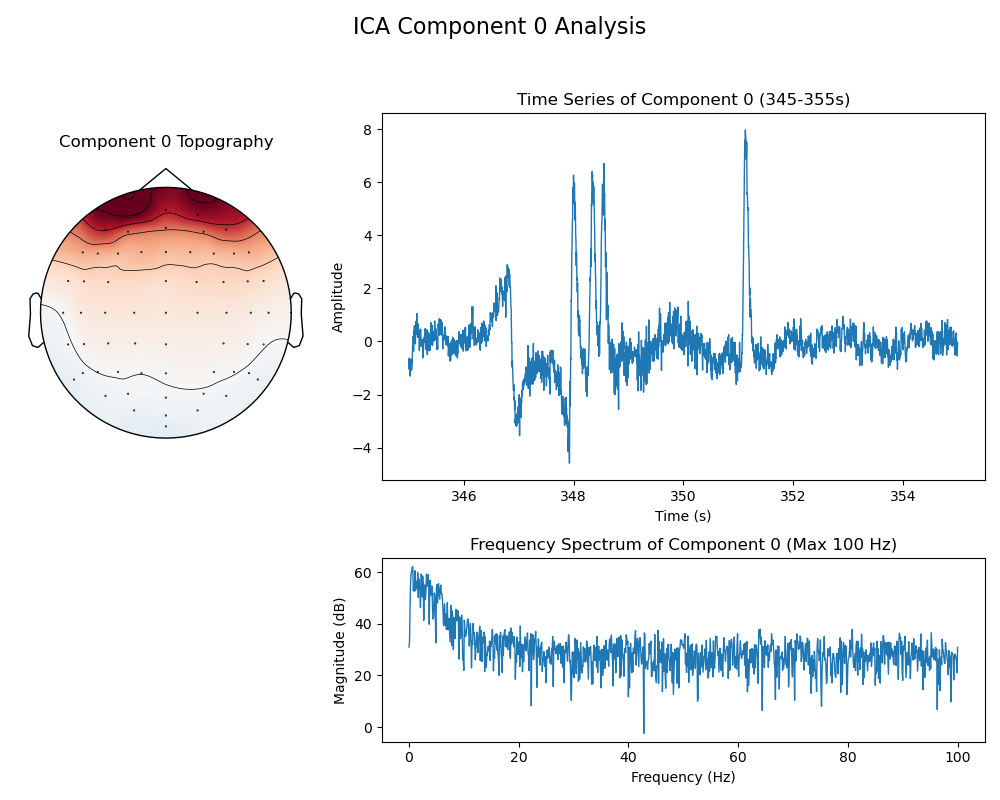 ICA Component 0 Analysis
Component 0 Topography
Time Series of Component 0 (345-355s)
Amplitude
8
6
4
2
0
−2
−4
346 348 350 352 354
Time (s)
Frequency Spectrum of Component 0 (Max 100 Hz)
Magnitude (dB)
60
40
20
0
0 20 40 60 80 100
Frequency (Hz)